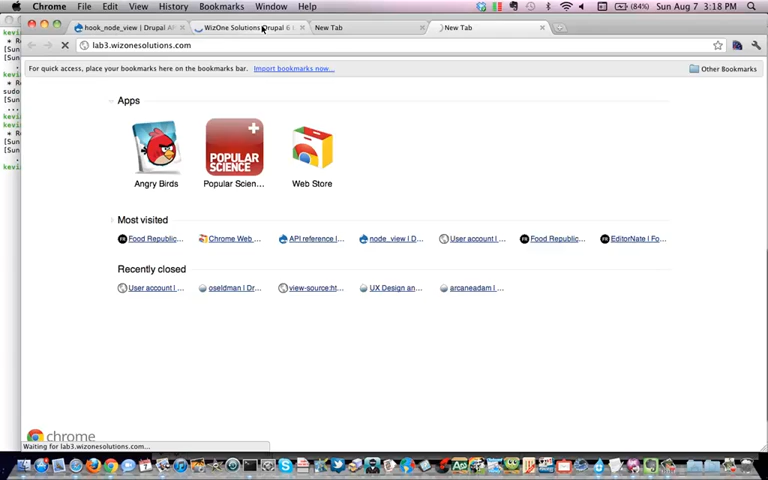 Chrome File Edit View History Bookmarks Window Help (84%) Sun Aug 7 3:18 PM
hook_node_view | Drupal AP WizOne Solutions Drupal 6 New Tab New Tab
lab3.wizonesolutions.com
For quick access, place your bookmarks here on the bookmarks bar. Import bookmarks now... Other Bookmarks
Apps
POPULAR SCIENCE
Angry Birds Popular Scien... Web Store
Most visited
Food Republic... Chrome Web ... API reference |... node_view | D... User account |... Food Republic... EditorNate | Fo...
Recently closed
User account | ... oseldman | Dr... view-source:ht... UX Design an... arcaneadam | ...
chrome
Waiting for lab3.wizonesolutions.com...